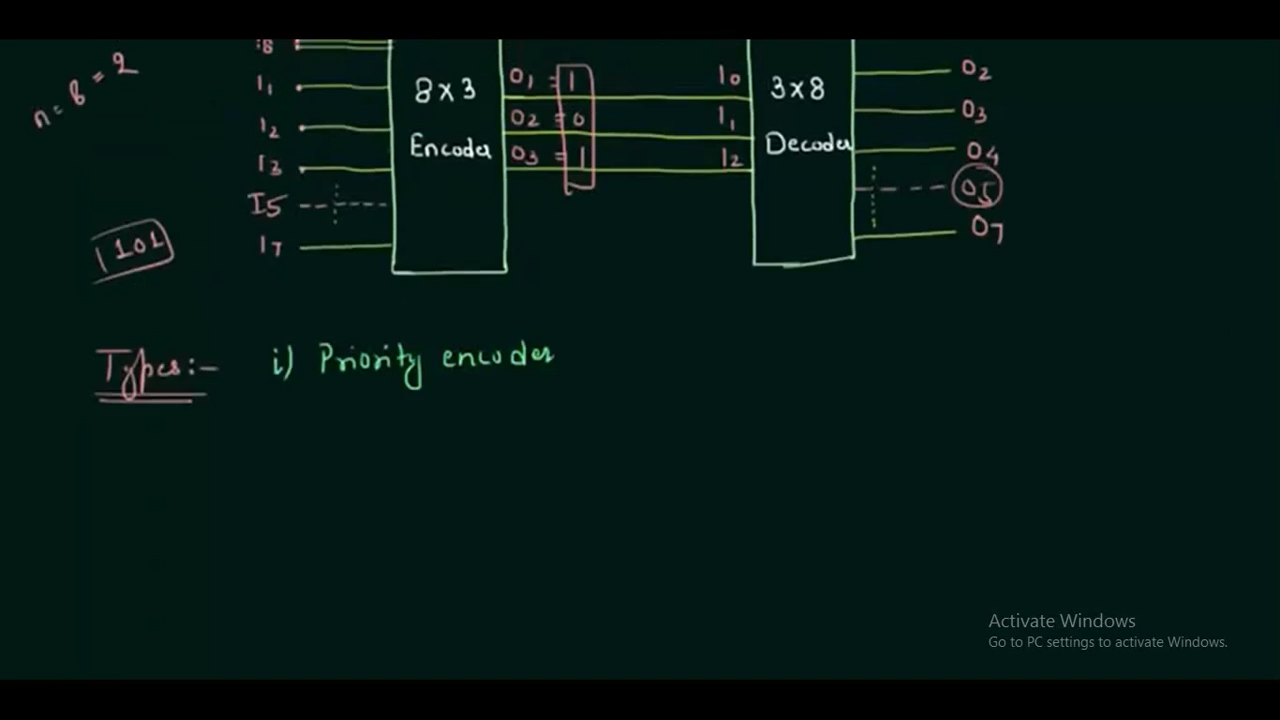 n = 8 = 2
I1
I2
I3
I5
I7
101
8 x 3
Encoder
O1 = 1
O2 = 0
O3 = 1
I0
I1
I2
3 x 8
Decoder
O2
O3
O4
O5
O7
Types:- i) Priority encoder
Activate Windows
Go to PC settings to activate Windows.